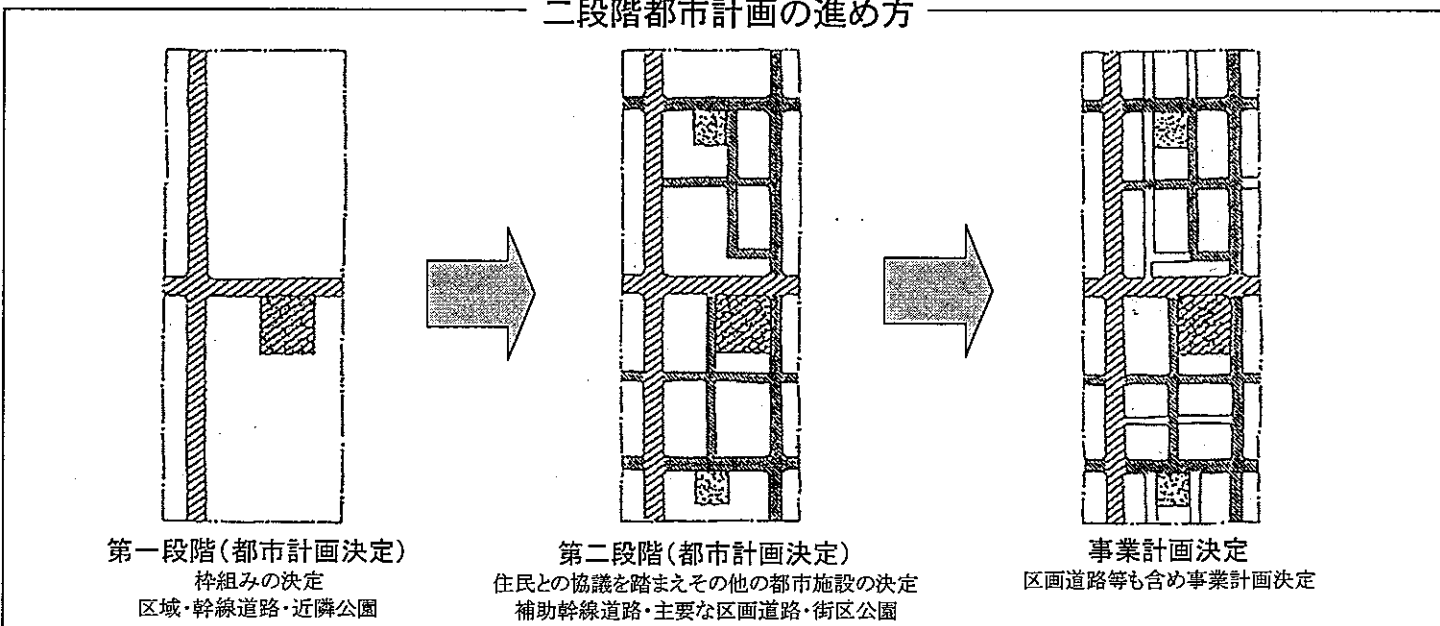 二段階都市計画の進め方
第一段階(都市計画決定)
枠組みの決定
区域・幹線道路・近隣公園
第二段階(都市計画決定)
住民との協議を踏まえその他の都市施設の決定
補助幹線道路・主要な区画道路・街区公園
事業計画決定
区画道路等も含め事業計画決定